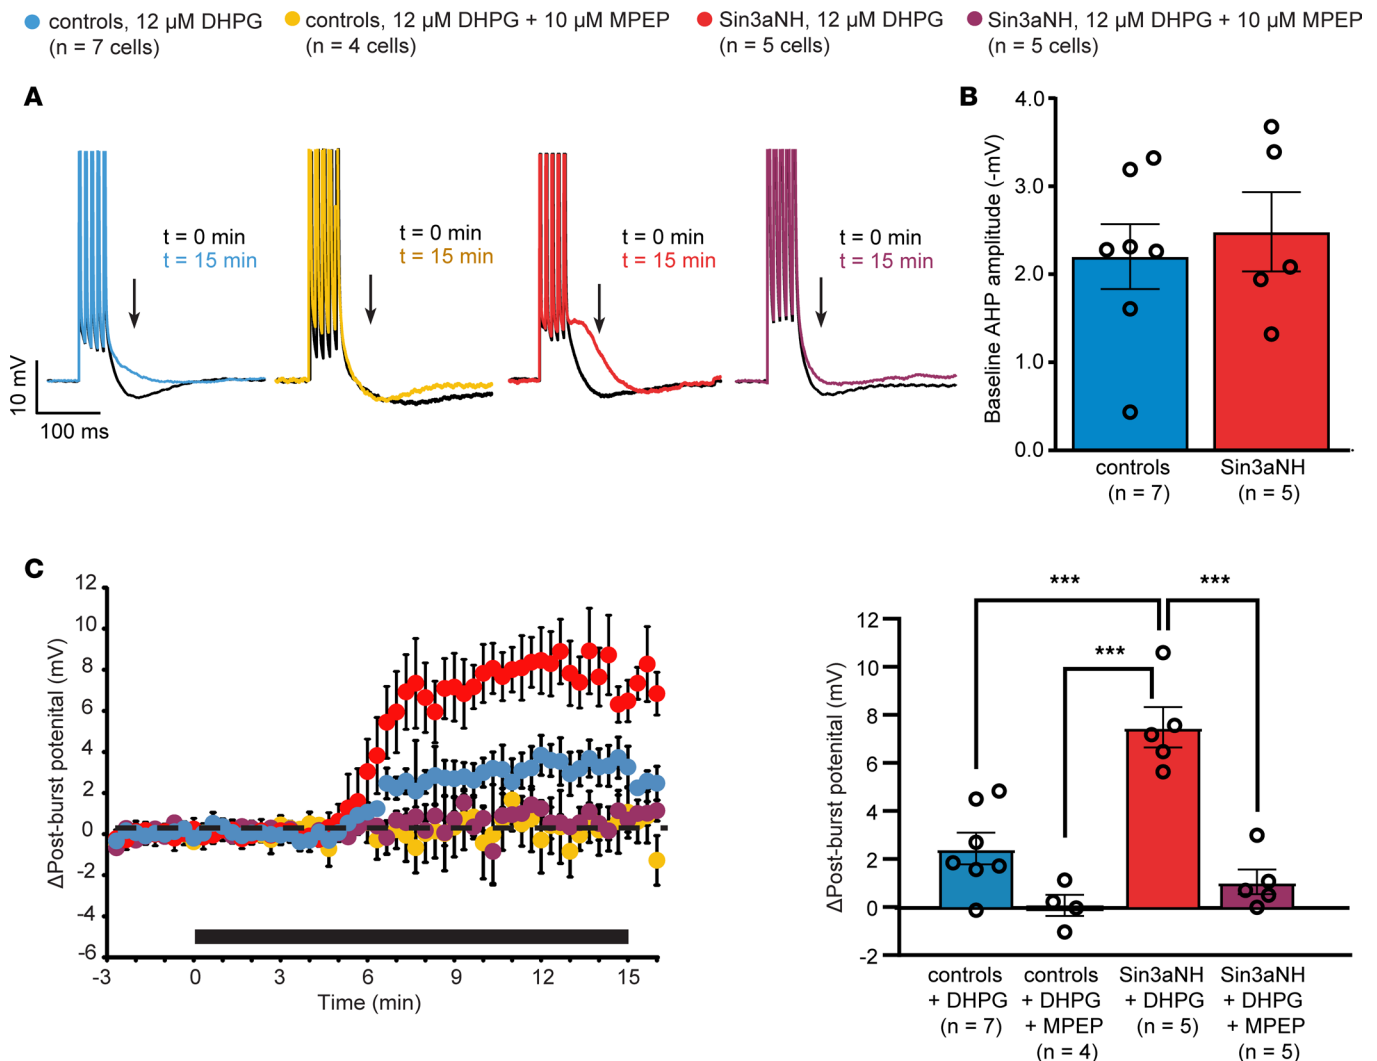 controls, 12 µM DHPG
(n = 7 cells)
controls, 12 µM DHPG + 10 µM MPEP
(n = 4 cells)
Sin3aNH, 12 µM DHPG
(n = 5 cells)
Sin3aNH, 12 µM DHPG + 10 µM MPEP
(n = 5 cells)
A
t = 0 min
t = 15 min
t = 0 min
t = 15 min
t = 0 min
t = 15 min
t = 0 min
t = 15 min
10 mV
100 ms
B
Baseline AHP amplitude (-mV)
4.0
3.0
2.0
1.0
0.0
controls
(n = 7)
Sin3aNH
(n = 5)
C
ΔPost-burst potenital (mV)
12
10
8
6
4
2
0
-2
-4
-6
-3
0
3
6
9
12
15
Time (min)
ΔPost-burst potential (mV)
12
10
8
6
4
2
0
-2
***
***
***
controls
+ DHPG
(n = 7)
controls
+ DHPG
+ MPEP
(n = 4)
Sin3aNH
+ DHPG
(n = 5)
Sin3aNH
+ DHPG
+ MPEP
(n = 5)